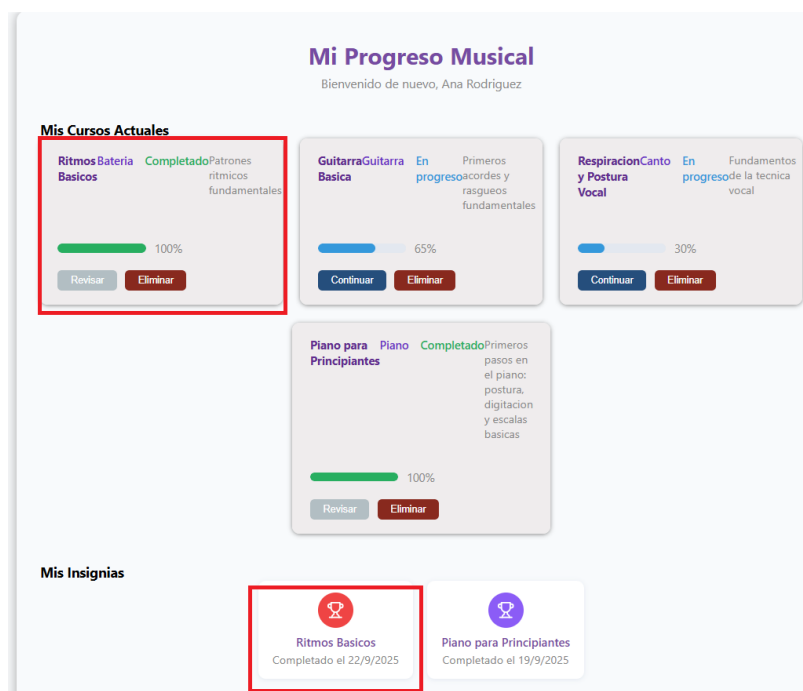 Mi Progreso Musical
Bienvenido de nuevo, Ana Rodriguez
Mis Cursos Actuales
Ritmos Basicos
Bateria
Completado
Patrones
ritmicos
fundamentales
100%
Revisar
Eliminar
Guitarra
Basica
Guitarra
En
progreso
Primeros
acordes y
rasgueos
fundamentales
65%
Continuar
Eliminar
Respiracion
y Postura
Vocal
Canto
En
progreso
Fundamentos
de la tecnica
vocal
30%
Continuar
Eliminar
Piano para
Principiantes
Piano
Completado
Primeros
pasos en
el piano:
postura,
digitacion
y escalas
basicas
100%
Revisar
Eliminar
Mis Insignias
Ritmos Basicos
Completado el 22/9/2025
Piano para Principiantes
Completado el 19/9/2025